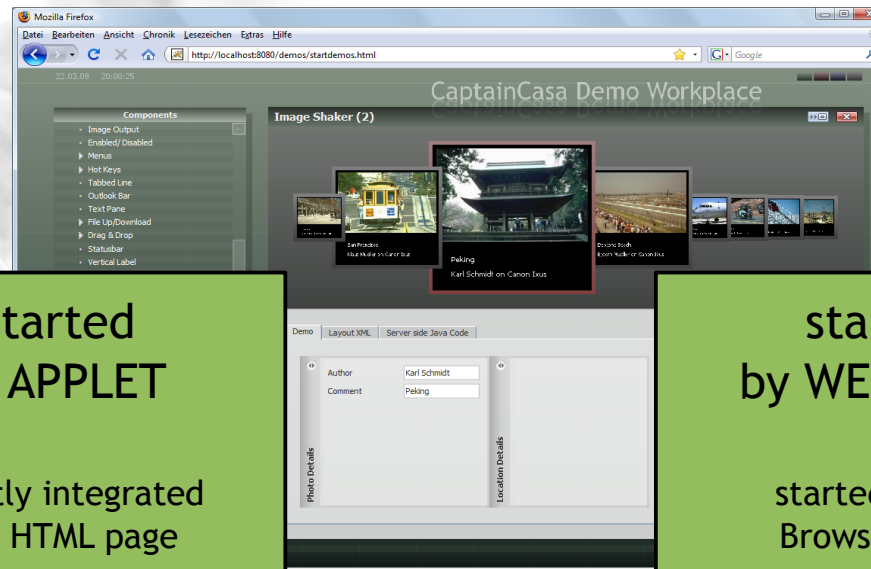 Mozilla Firefox
Datei Bearbeiten Ansicht Chronik Lesezeichen Extras Hilfe
http://localhost:8080/demos/startdemos.html
Google
22.03.09 20:00:25
CaptainCasa Demo Workplace
Components
Image Output
Enabled/Disabled
Menus
Hot Keys
Tabbed Line
Outlook Bar
Text Pane
File Up/Download
Drag & Drop
Statusbar
Vertical Label
Image Shaker (2)
San Francisco
Peking
Karl Schmidt on Canon Ixus
Demo Layout XML Server side Java Code
Photo Details
Author Karl Schmidt
Comment Peking
Location Details
tarted
APPLET
tly integrated
HTML page
sta
by WE
started
Brows